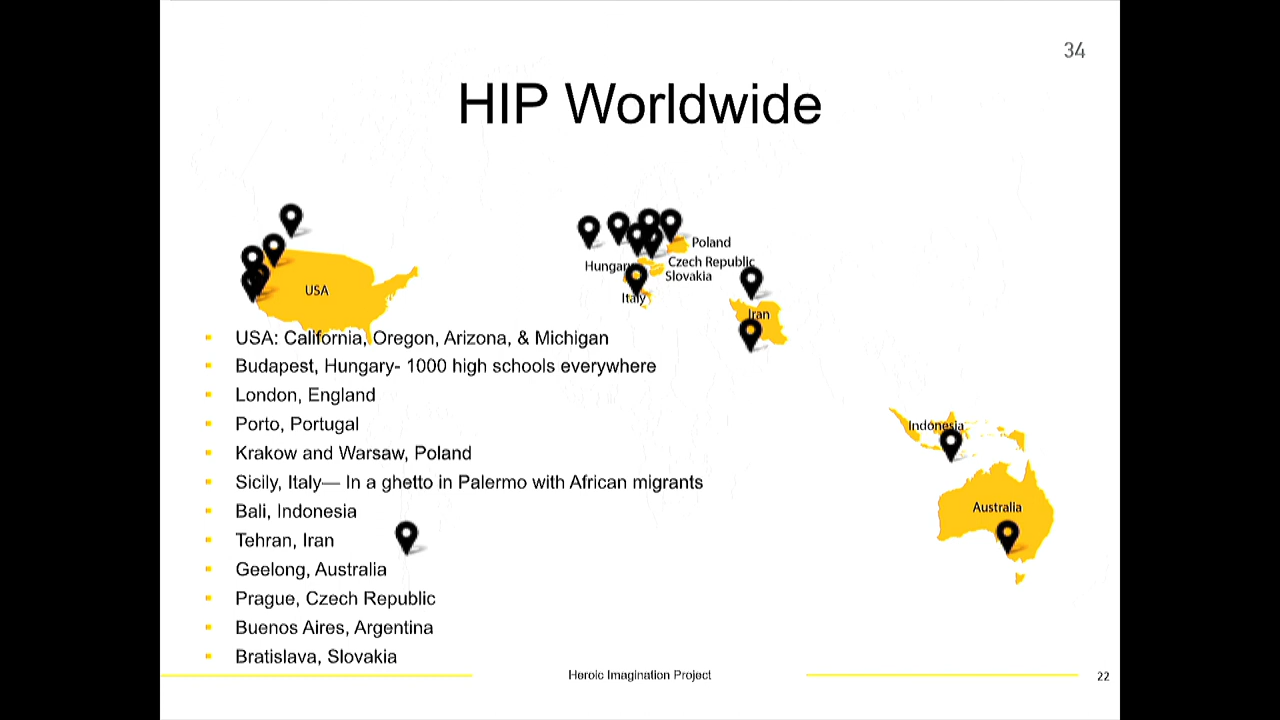 34
HIP Worldwide
Poland
Czech Republic
Hungary
Slovakia
USA
Italy
Iran
USA: California, Oregon, Arizona, & Michigan
Budapest, Hungary- 1000 high schools everywhere
London, England
Porto, Portugal
Indonesia
Krakow and Warsaw, Poland
Sicily, Italy— In a ghetto in Palermo with African migrants
Australia
Bali, Indonesia
Tehran, Iran
Geelong, Australia
Prague, Czech Republic
Buenos Aires, Argentina
Bratislava, Slovakia
Heroic Imagination Project
22